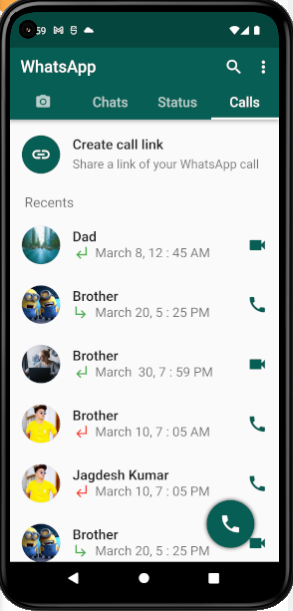 :59
WhatsApp
Chats Status Calls
Create call link
Share a link of your WhatsApp call
Recents
Dad
March 8, 12 : 45 AM
Brother
March 20, 5 : 25 PM
Brother
March 30, 7 : 59 PM
Brother
March 10, 7 : 05 AM
Jagdesh Kumar
March 10, 7 : 05 PM
Brother
March 20, 5 : 25 PM